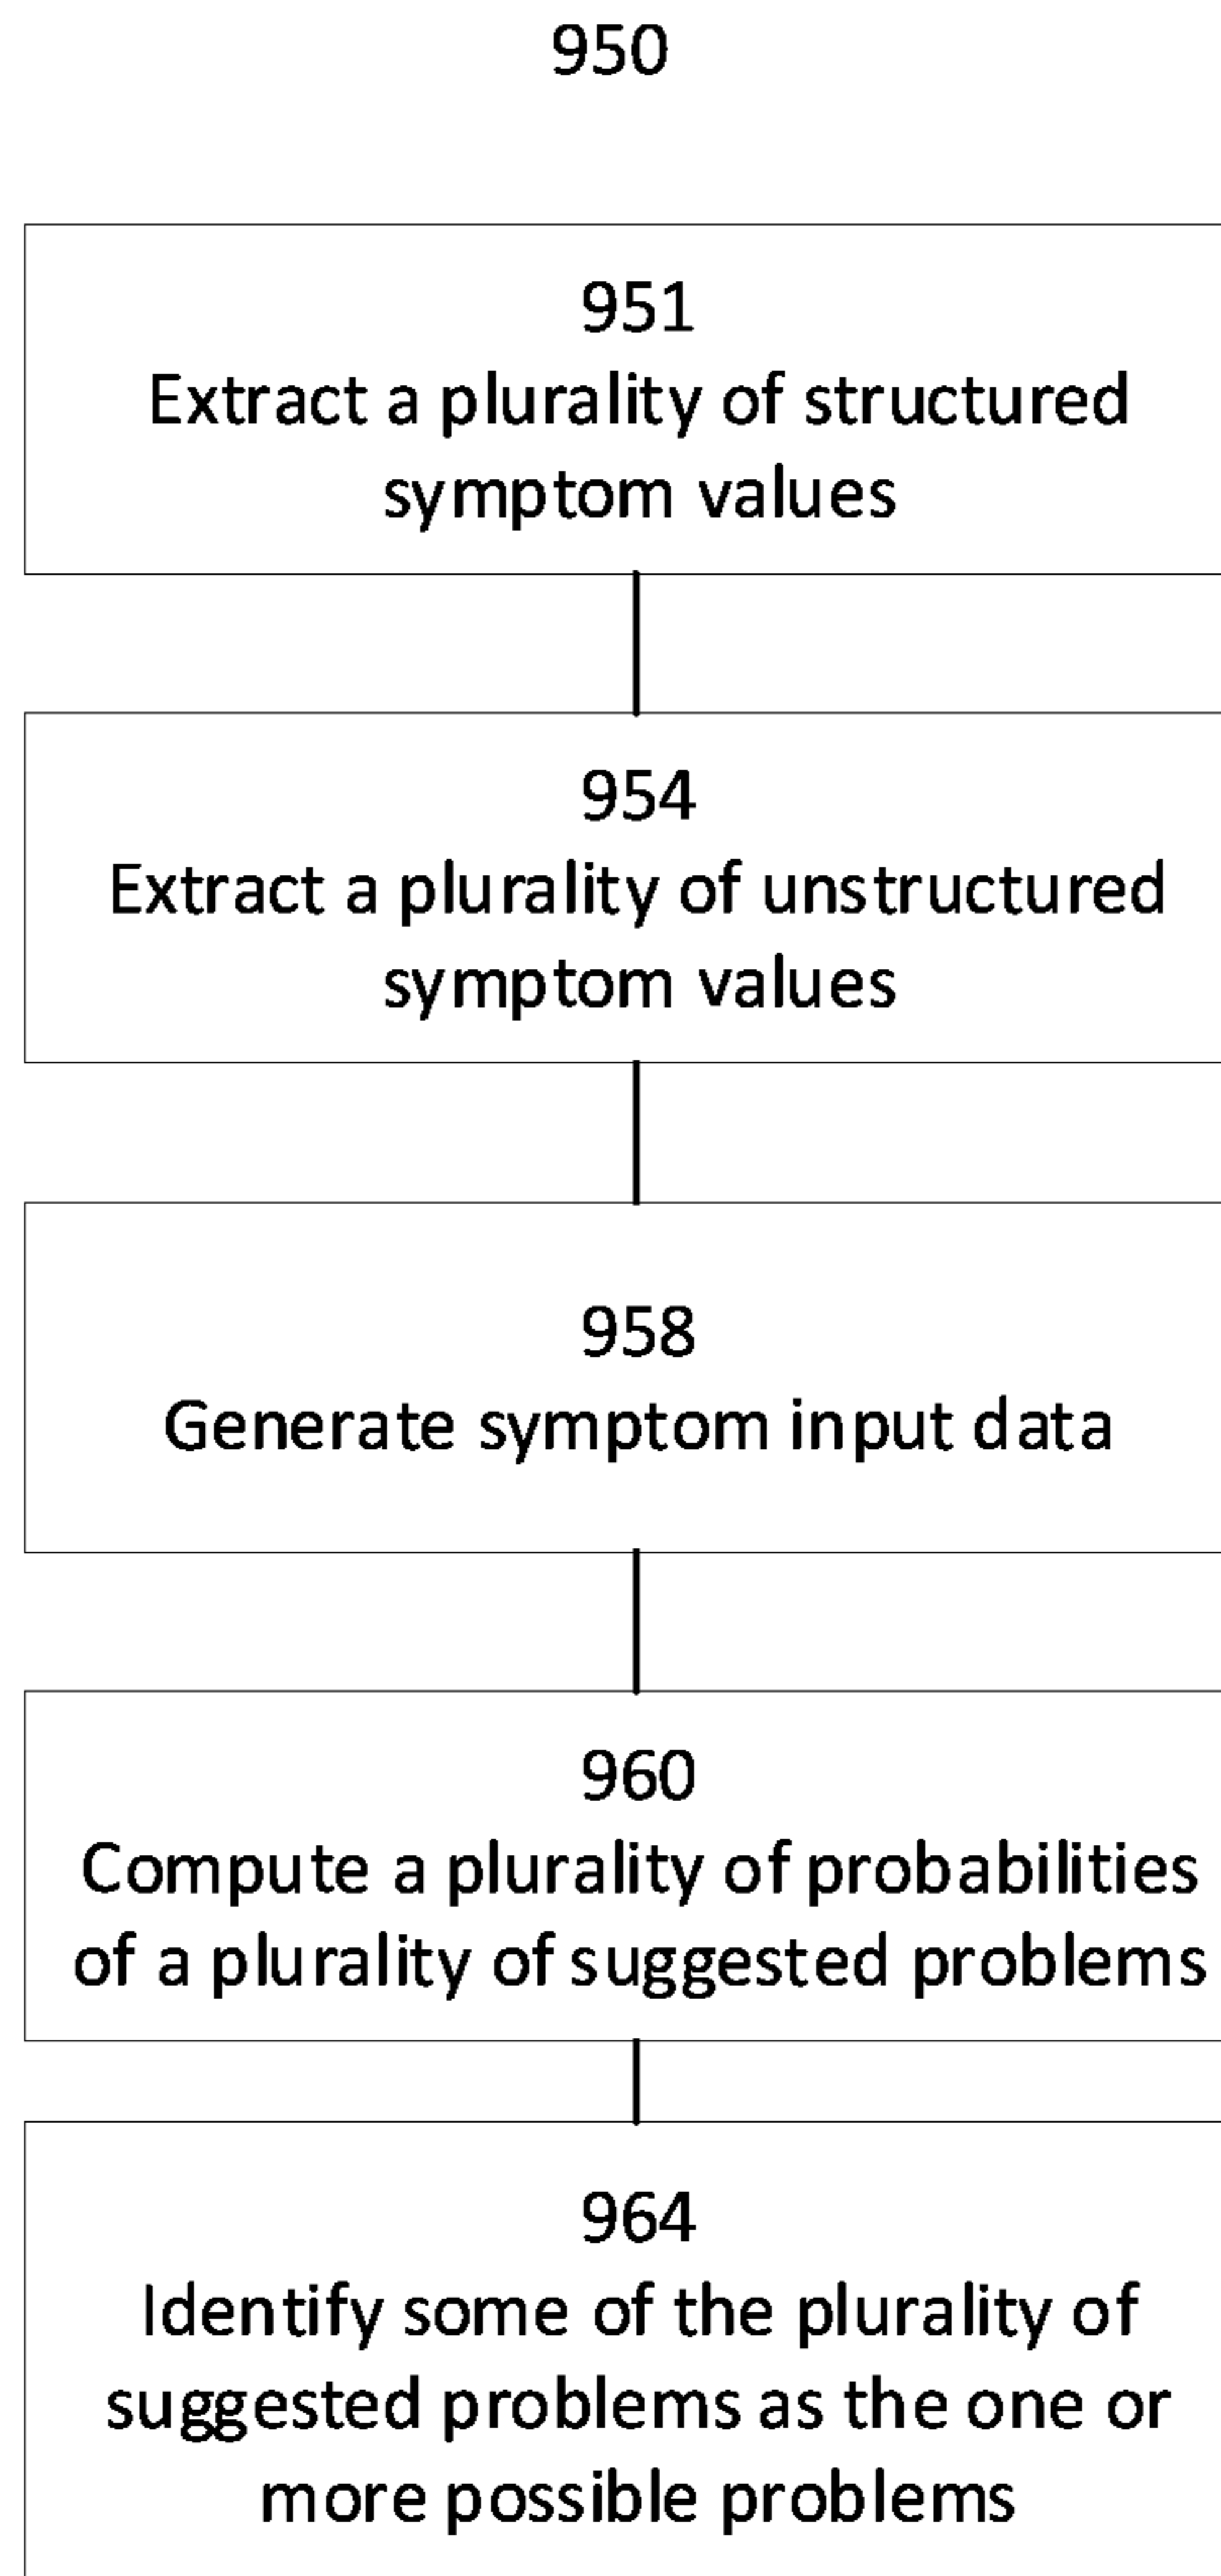 950
951
Extract a plurality of structured
symptom values
954
Extract a plurality of unstructured
symptom values
958
Generate symptom input data
960
Compute a plurality of probabilities
of a plurality of suggested problems
964
Identify some of the plurality of
suggested problems as the one or
more possible problems